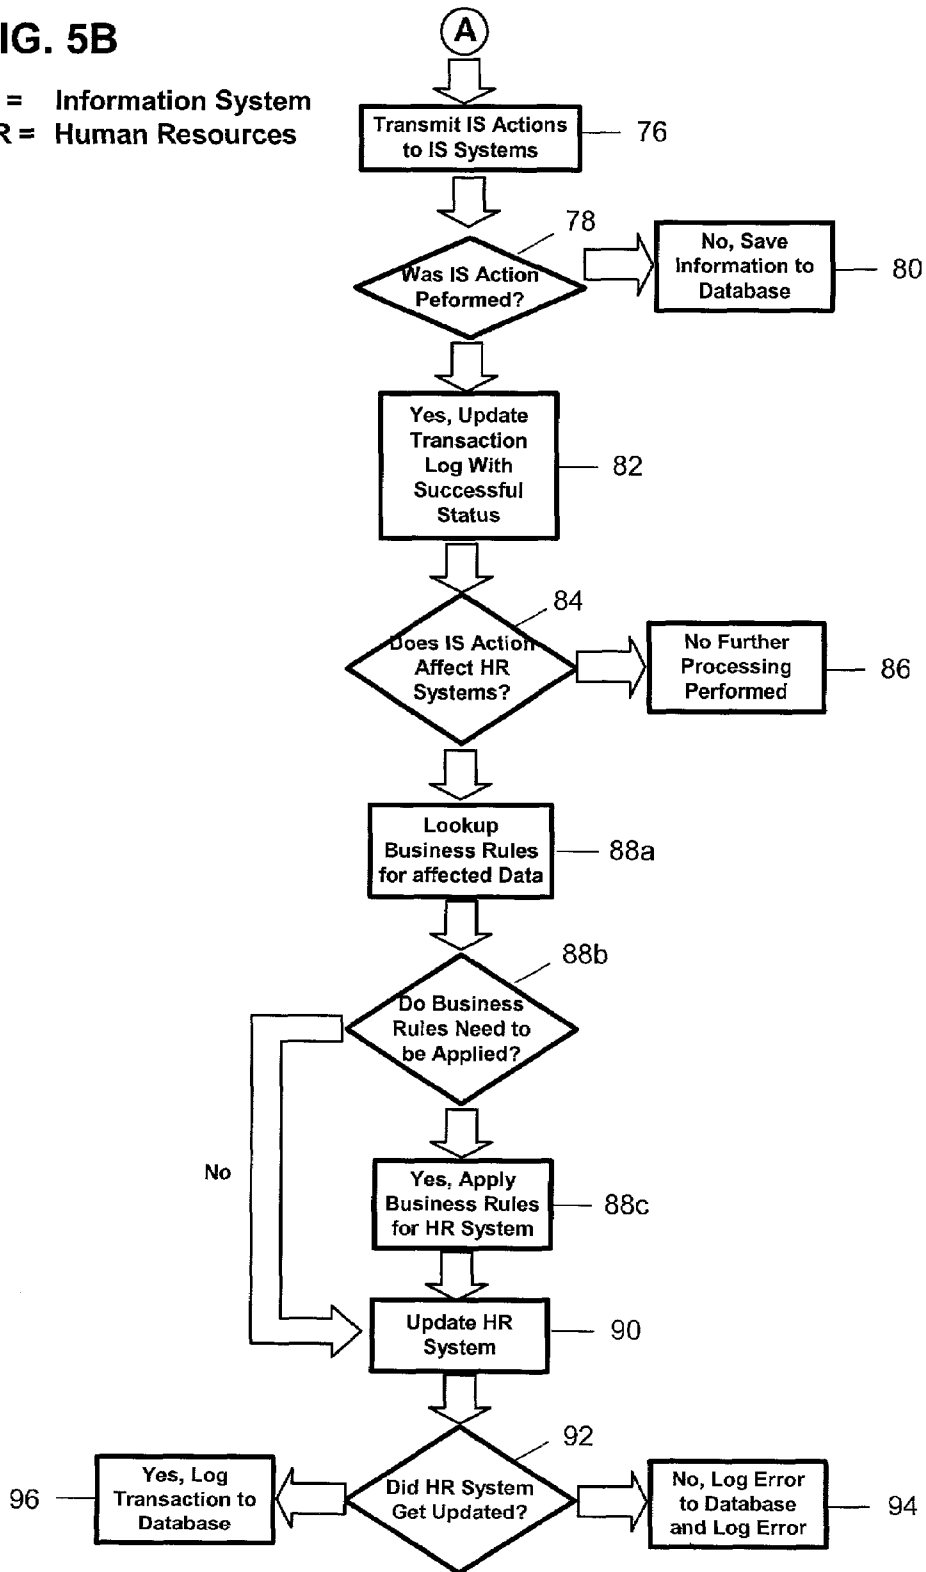 IG. 5B
A
= Information System
R = Human Resources
Transmit IS Actions
to IS Systems
76
78
Was IS Action
Peformed?
No, Save
Information to
Database
80
Yes, Update
Transaction
Log With
Successful
Status
82
84
Does IS Action
Affect HR
Systems?
No Further
Processing
Performed
86
Lookup
Business Rules
for affected Data
88a
88b
Do Business
Rules Need to
be Applied?
No
Yes, Apply
Business Rules
for HR System
88c
Update HR
System
90
92
Did HR System
Get Updated?
96
Yes, Log
Transaction to
Database
No, Log Error
to Database
and Log Error
94